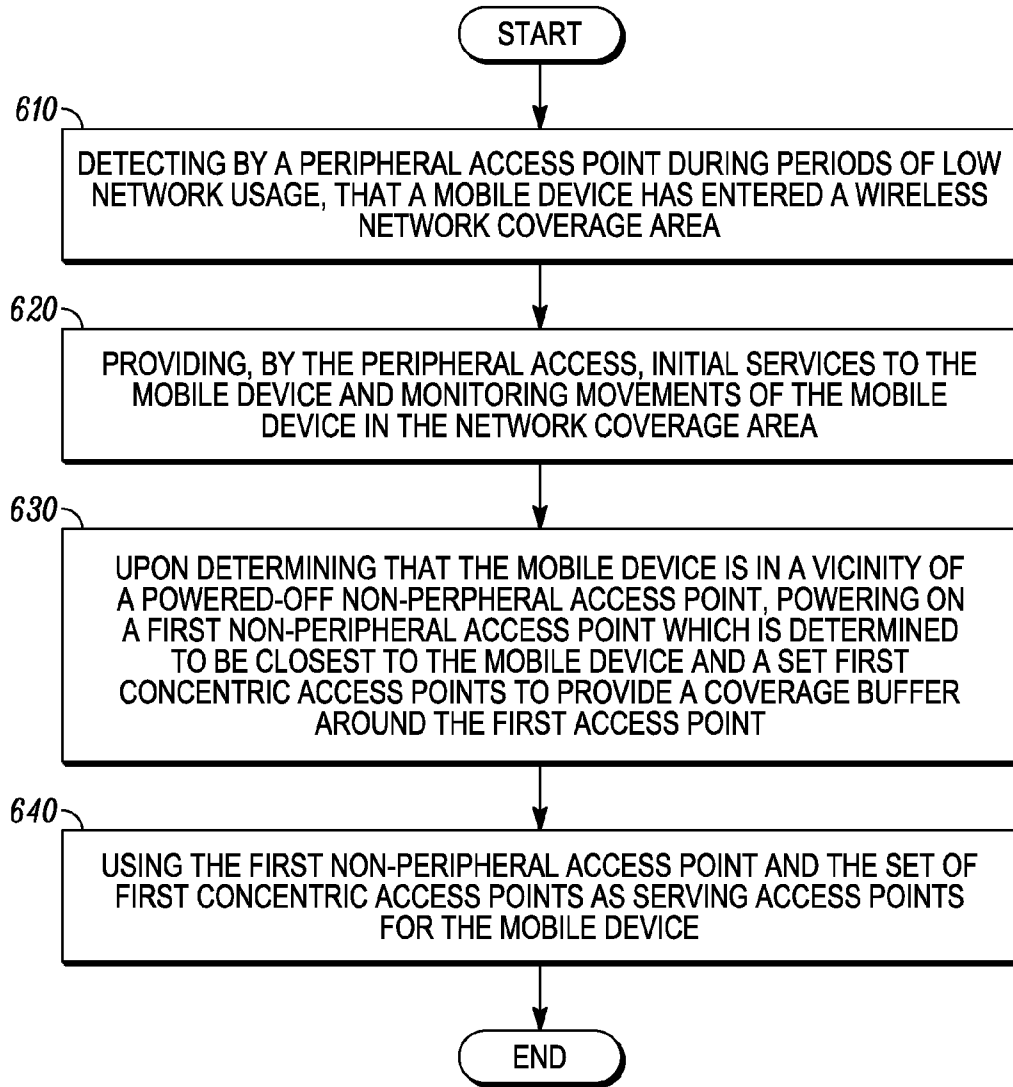 START
610
DETECTING BY A PERIPHERAL ACCESS POINT DURING PERIODS OF LOW
NETWORK USAGE, THAT A MOBILE DEVICE HAS ENTERED A WIRELESS
NETWORK COVERAGE AREA
620
PROVIDING, BY THE PERIPHERAL ACCESS, INITIAL SERVICES TO THE
MOBILE DEVICE AND MONITORING MOVEMENTS OF THE MOBILE
DEVICE IN THE NETWORK COVERAGE AREA
630
UPON DETERMINING THAT THE MOBILE DEVICE IS IN A VICINITY OF
A POWERED-OFF NON-PERPHERAL ACCESS POINT, POWERING ON
A FIRST NON-PERIPHERAL ACCESS POINT WHICH IS DETERMINED
TO BE CLOSEST TO THE MOBILE DEVICE AND A SET FIRST
CONCENTRIC ACCESS POINTS TO PROVIDE A COVERAGE BUFFER
AROUND THE FIRST ACCESS POINT
640
USING THE FIRST NON-PERIPHERAL ACCESS POINT AND THE SET OF
FIRST CONCENTRIC ACCESS POINTS AS SERVING ACCESS POINTS
FOR THE MOBILE DEVICE
END